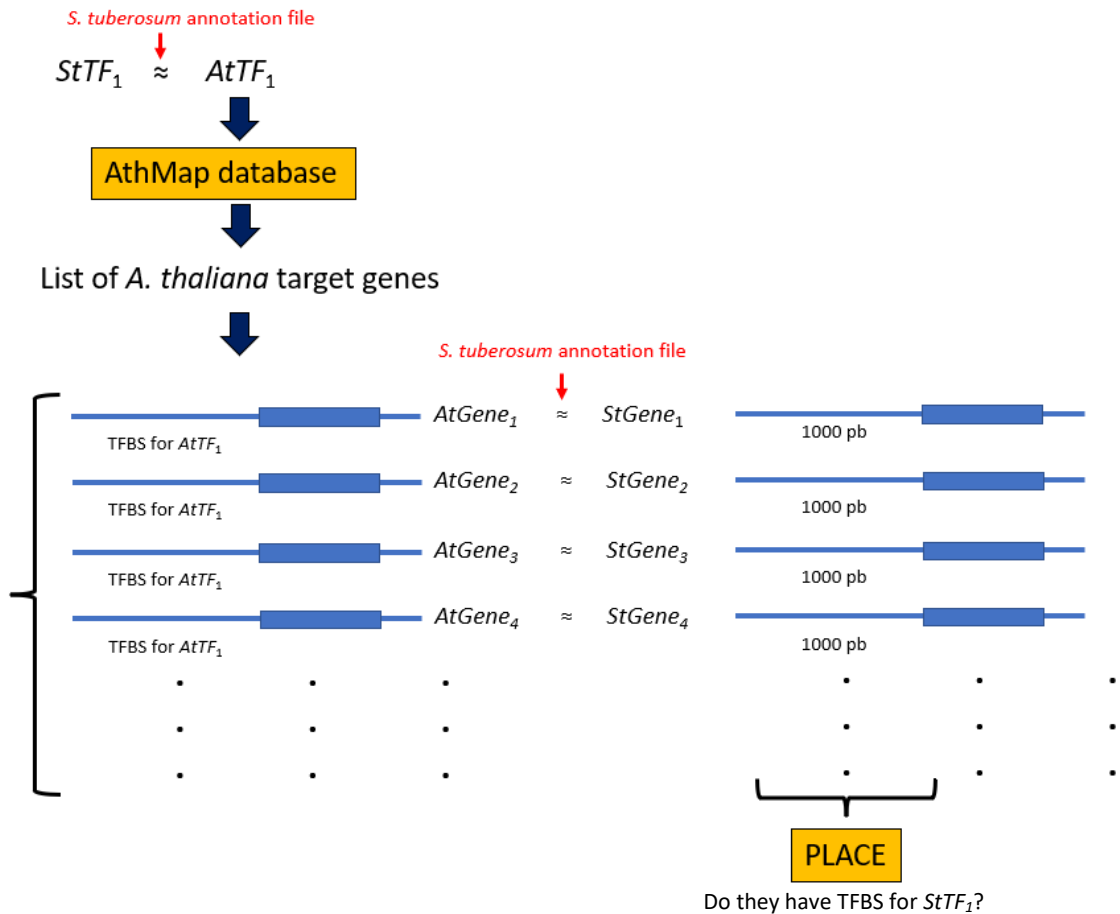 S. tuberosum annotation file
StTF1 ≈ AtTF1
AthMap database
List of A. thaliana target genes
S. tuberosum annotation file
AtGene1 ≈ StGene1
TFBS for AtTF1
1000 pb
AtGene2 ≈ StGene2
TFBS for AtTF1
1000 pb
AtGene3 ≈ StGene3
TFBS for AtTF1
1000 pb
AtGene4 ≈ StGene4
TFBS for AtTF1
1000 pb
PLACE
Do they have TFBS for StTF1?